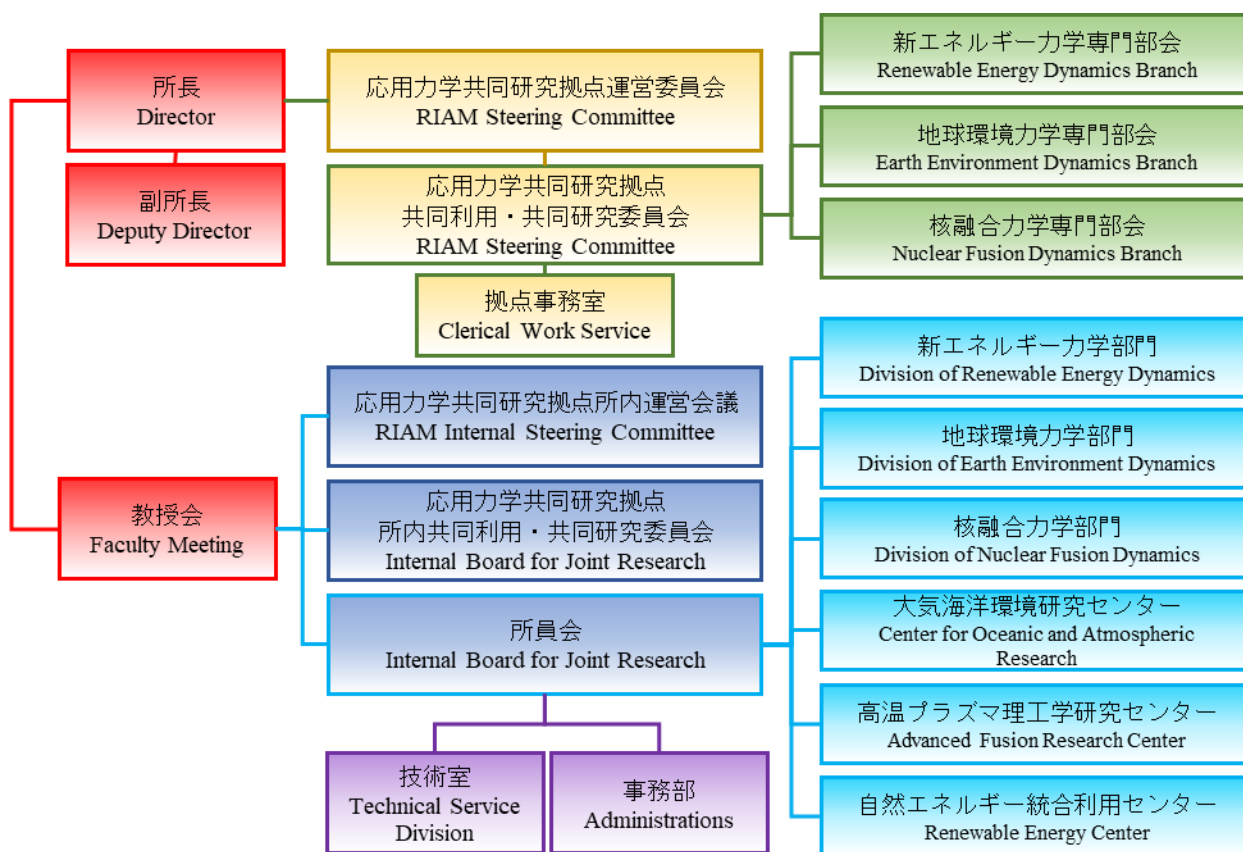 所長
Director
副所長
Deputy Director
応用力学共同研究拠点運営委員会
RIAM Steering Committee
応用力学共同研究拠点
共同利用・共同研究委員会
RIAM Steering Committee
拠点事務室
Clerical Work Service
新エネルギー力学専門部会
Renewable Energy Dynamics Branch
地球環境力学専門部会
Earth Environment Dynamics Branch
核融合力学専門部会
Nuclear Fusion Dynamics Branch
教授会
Faculty Meeting
応用力学共同研究拠点所内運営会議
RIAM Internal Steering Committee
応用力学共同研究拠点
所内共同利用・共同研究委員会
Internal Board for Joint Research
所員会
Internal Board for Joint Research
技術室
Technical Service
Division
事務部
Administrations
新エネルギー力学部門
Division of Renewable Energy Dynamics
地球環境力学部門
Division of Earth Environment Dynamics
核融合力学部門
Division of Nuclear Fusion Dynamics
大気海洋環境研究センター
Center for Oceanic and Atmospheric
Research
高温プラズマ理工学研究センター
Advanced Fusion Research Center
自然エネルギー統合利用センター
Renewable Energy Center